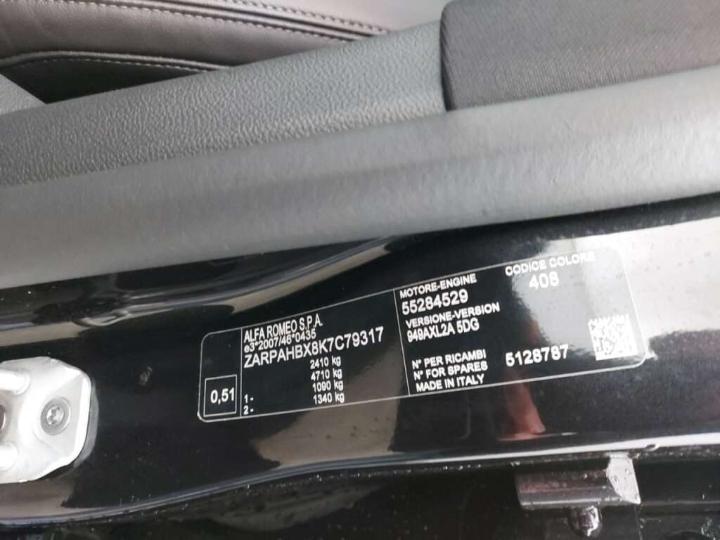 ALFA ROMEO S.P.A.
e3*2007/46*0435
ZARPAHBX8K7C79317
2410 kg
4710 kg
1- 1090 kg
2- 1340 kg
0,51
MOTORE-ENGINE
55284529
VERSIONE-VERSION
949AXL2A 5DG
CODICE COLORE
408
N° PER RICAMBI
N° FOR SPARES
5128787
MADE IN ITALY